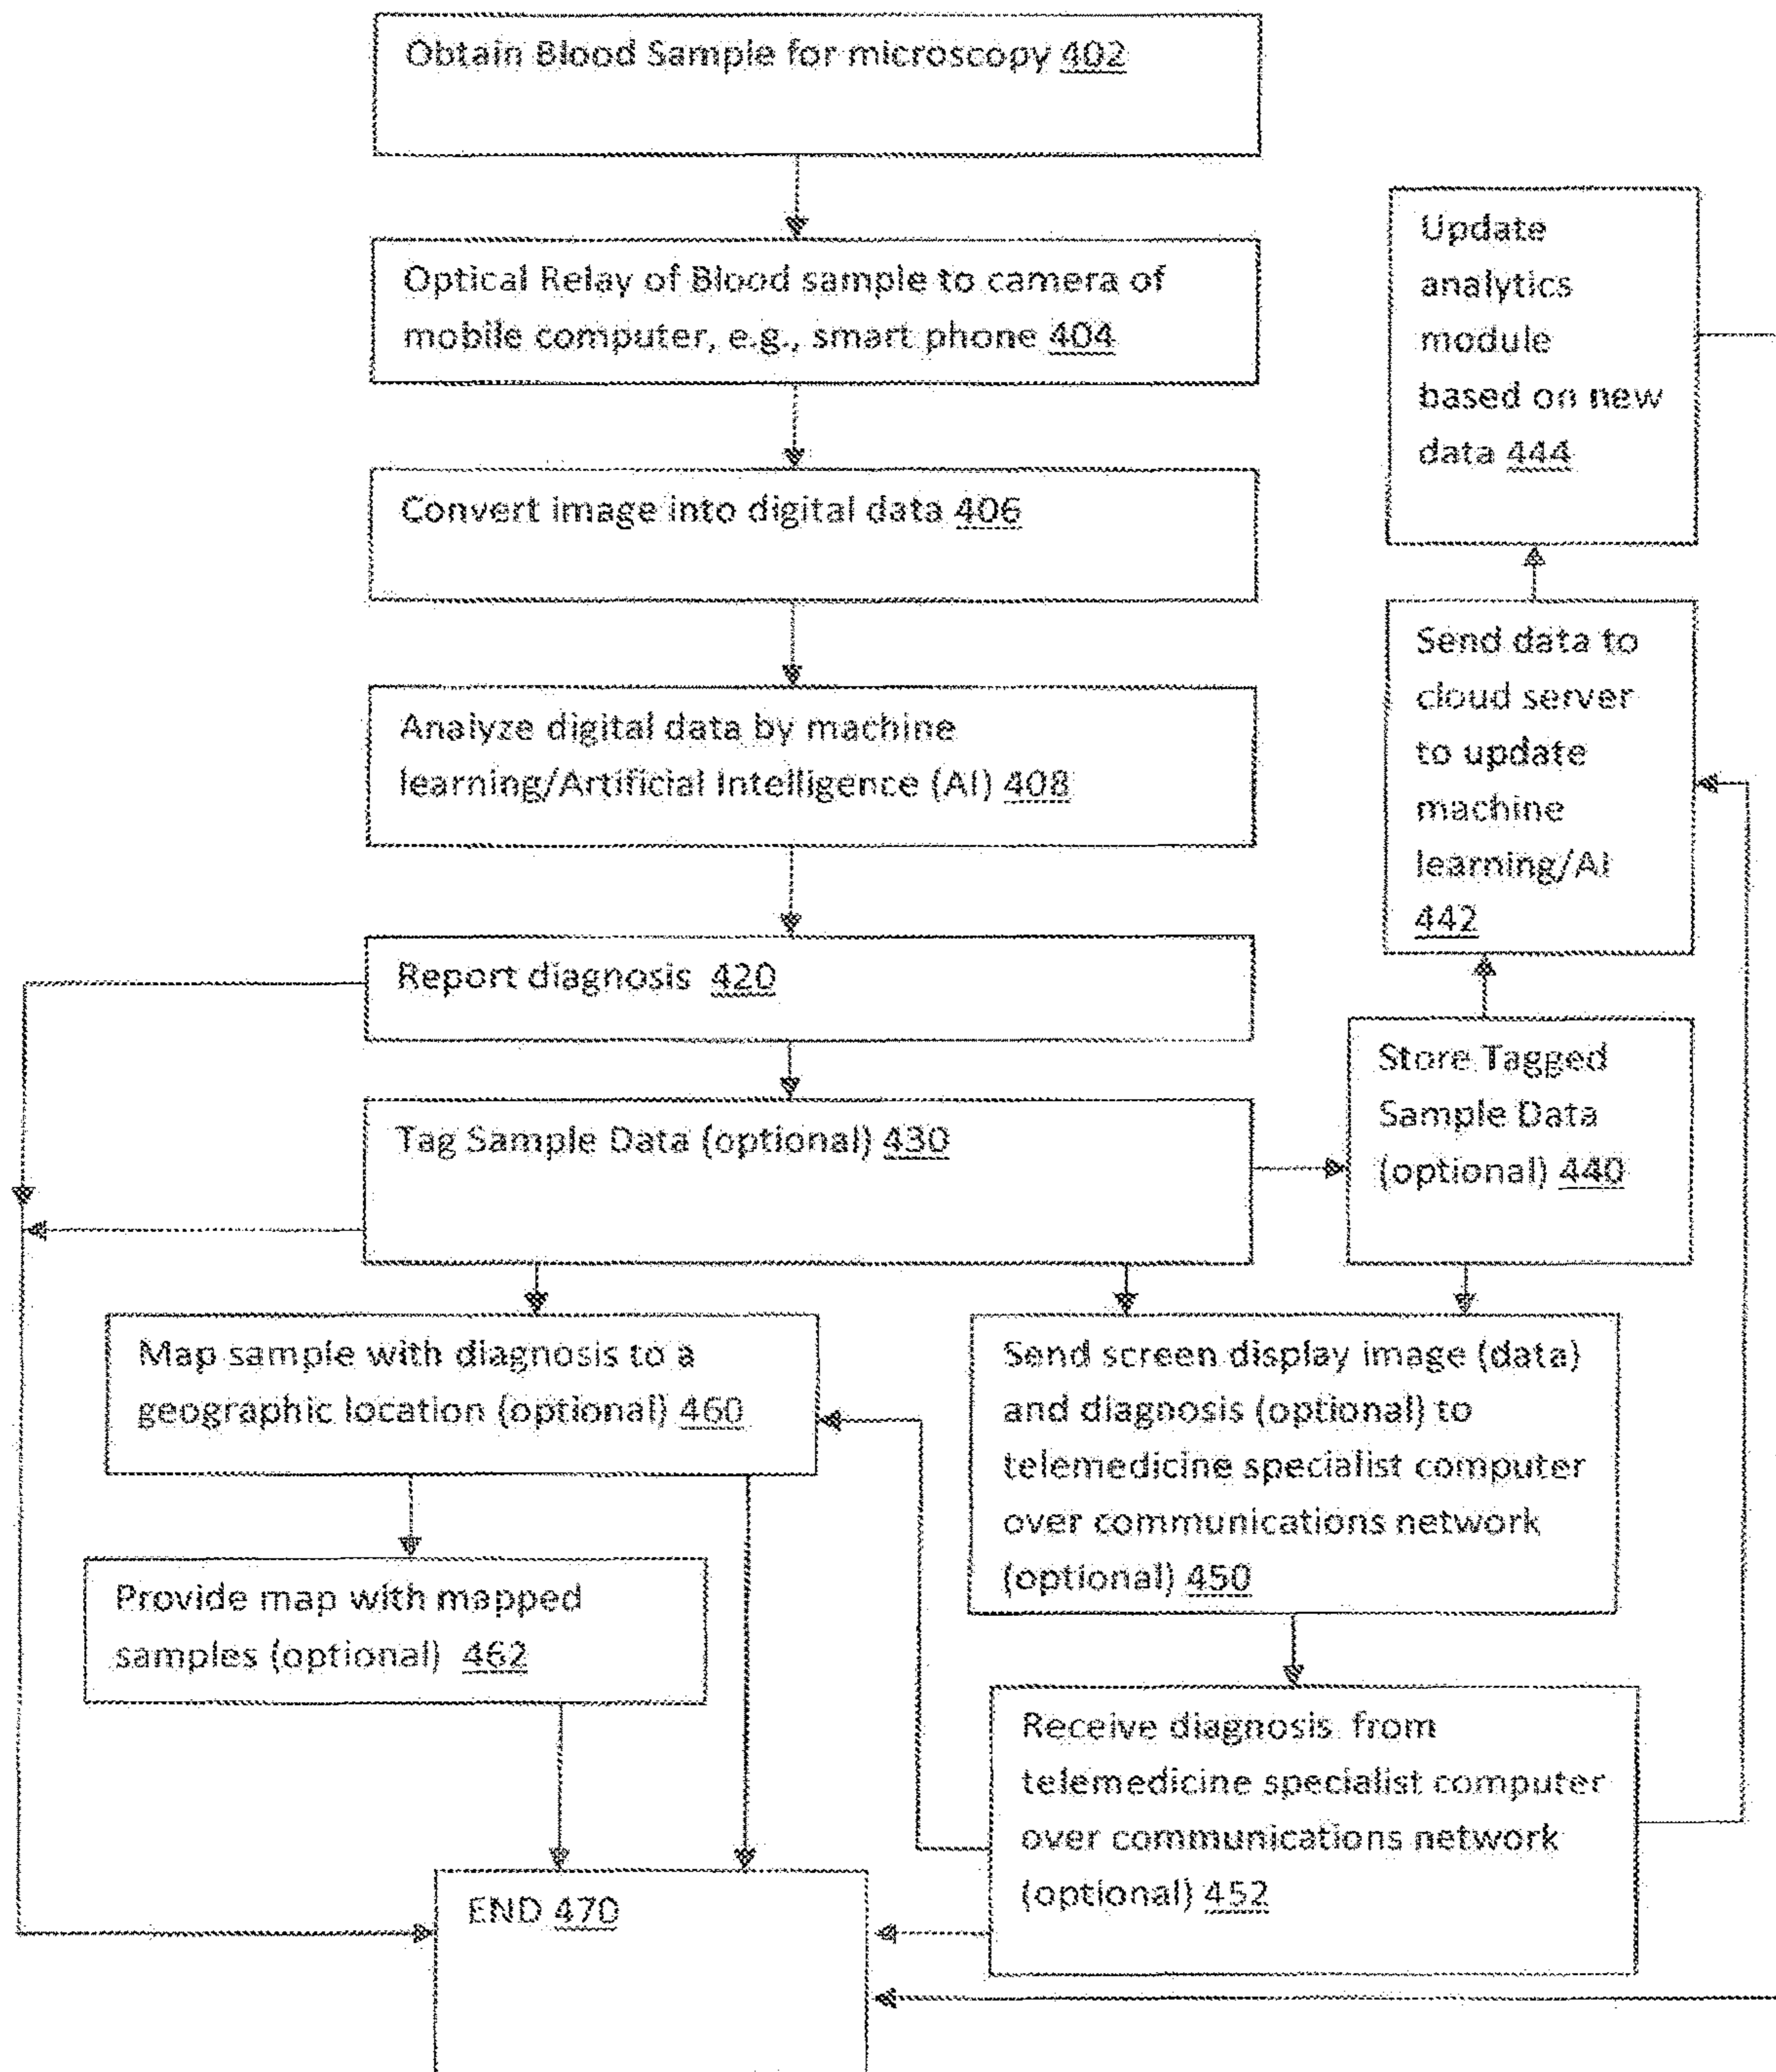 Obtain Blood Sample for microscopy 402
Optical Relay of Blood sample to camera of
mobile computer, e.g., smart phone 404
Convert image into digital data 406
Analyze digital data by machine
learning/Artificial Intelligence (AI) 408
Report diagnosis 420
Tag Sample Data (optional) 430
Update
analytics
module
based on new
data 444
Send data to
cloud server
to update
machine
learning/AI
442
Store Tagged
Sample Data
(optional) 440
Map sample with diagnosis to a
geographic location (optional) 460
Provide map with mapped
samples (optional) 462
Send screen display image (data)
and diagnosis (optional) to
telemedicine specialist computer
over communications network
(optional) 450
Receive diagnosis from
telemedicine specialist computer
over communications network
(optional) 452
END 470